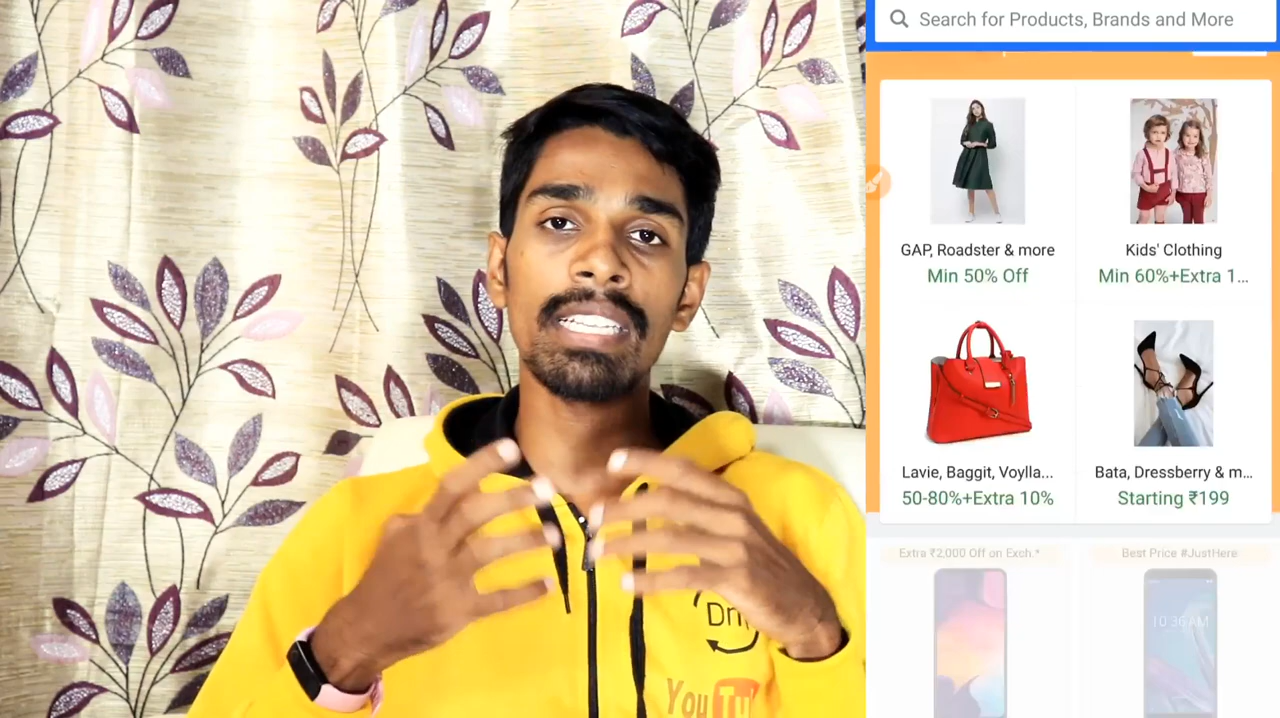 Search for Products, Brands and More
GAP, Roadster & more
Min 50% Off
Kids' Clothing
Min 60%+Extra 1...
Lavie, Baggit, Voylla...
50-80%+Extra 10%
Bata, Dressberry & m...
Starting ₹199
Extra ₹2,000 Off on Exch.*
Best Price #JustHere
10:36 AM